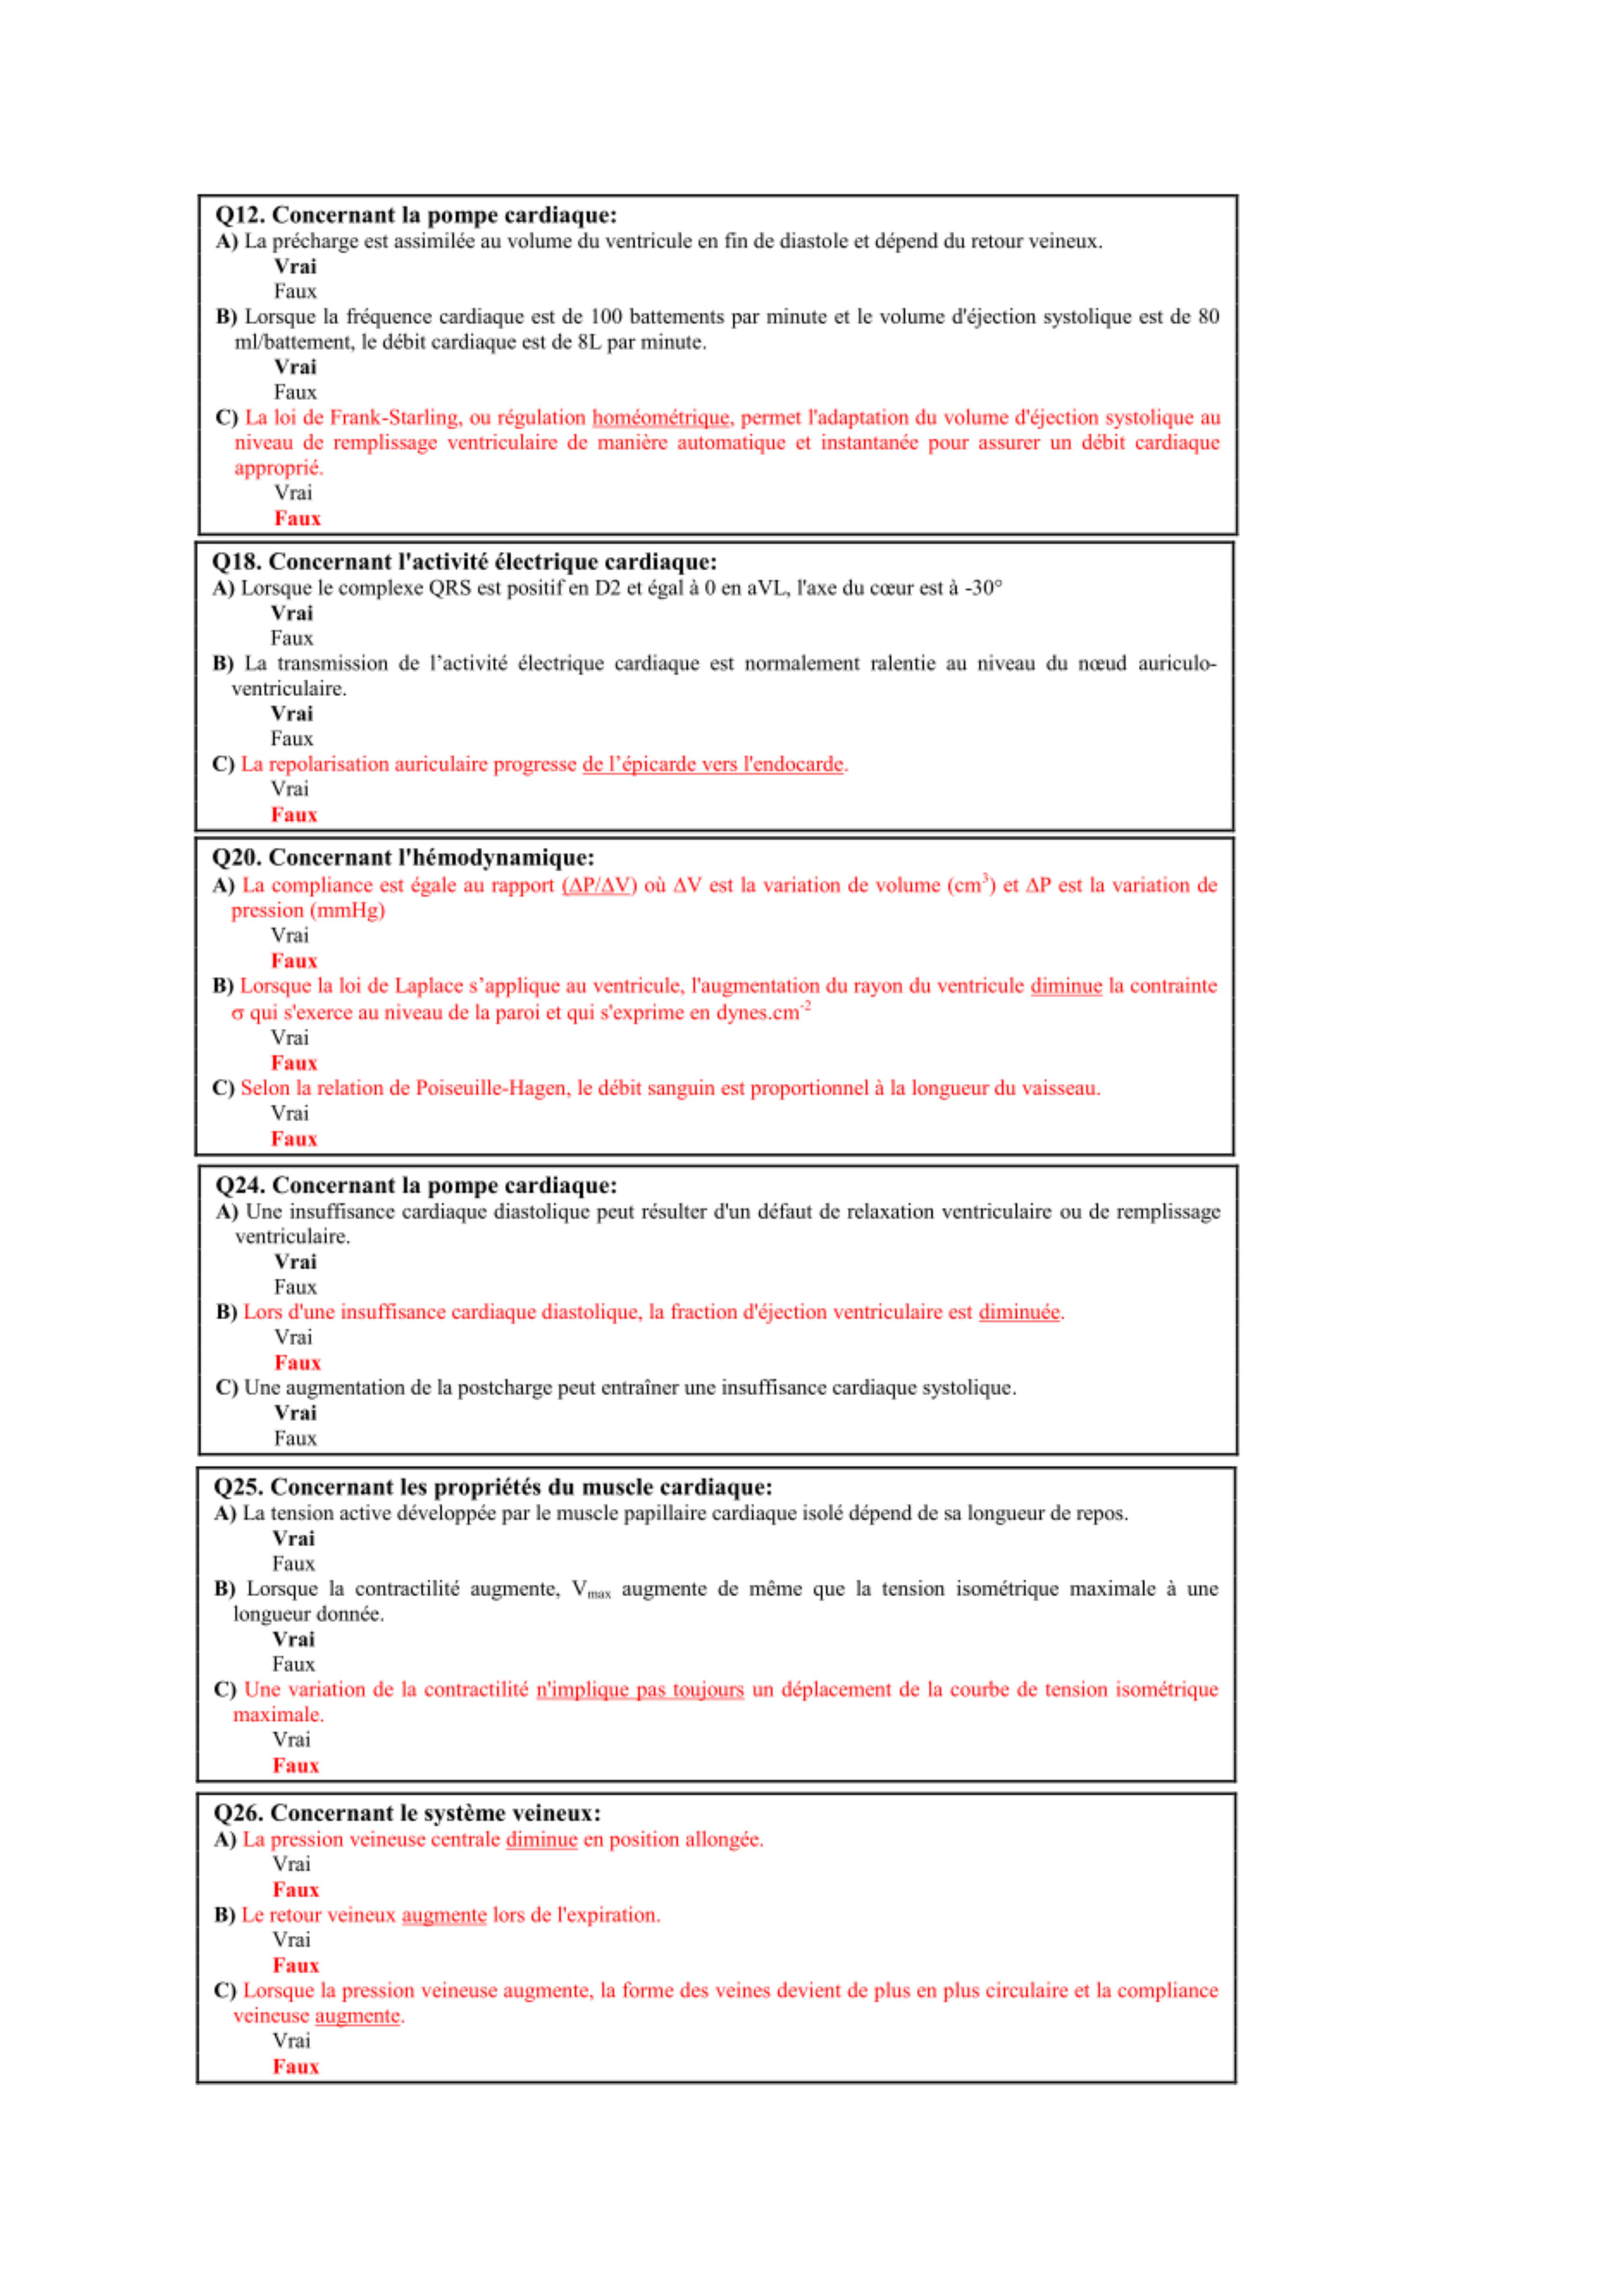 Q12. Concernant la pompe cardiaque:
A) La précharge est assimilée au volume du ventricule en fin de diastole et dépend du retour veineux.
Vrai
Faux
B) Lorsque la fréquence cardiaque est de 100 battements par minute et le volume d'éjection systolique est de 80
ml/battement, le débit cardiaque est de 8L par minute.
Vrai
Faux
C) La loi de Frank-Starling, ou régulation homéométrique, permet l'adaptation du volume d'éjection systolique au
niveau de remplissage ventriculaire de manière automatique et instantanée pour assurer un débit cardiaque
approprié.
Vrai
Faux
Q18. Concernant l'activité électrique cardiaque:
A) Lorsque le complexe QRS est positif en D2 et égal à 0 en aVL, l'axe du cœur est à -30°
Vrai
Faux
B) La transmission de l’activité électrique cardiaque est normalement ralentie au niveau du nœud auriculo-
ventriculaire.
Vrai
Faux
C) La repolarisation auriculaire progresse de l’épicarde vers l'endocarde.
Vrai
Faux
Q20. Concernant l'hémodynamique:
A) La compliance est égale au rapport (ΔP/ΔV) où ΔV est la variation de volume (cm³) et ΔP est la variation de
pression (mmHg)
Vrai
Faux
B) Lorsque la loi de Laplace s’applique au ventricule, l'augmentation du rayon du ventricule diminue la contrainte
σ qui s'exerce au niveau de la paroi et qui s'exprime en dynes.cm⁻²
Vrai
Faux
C) Selon la relation de Poiseuille-Hagen, le débit sanguin est proportionnel à la longueur du vaisseau.
Vrai
Faux
Q24. Concernant la pompe cardiaque:
A) Une insuffisance cardiaque diastolique peut résulter d'un défaut de relaxation ventriculaire ou de remplissage
ventriculaire.
Vrai
Faux
B) Lors d'une insuffisance cardiaque diastolique, la fraction d'éjection ventriculaire est diminuée.
Vrai
Faux
C) Une augmentation de la postcharge peut entraîner une insuffisance cardiaque systolique.
Vrai
Faux
Q25. Concernant les propriétés du muscle cardiaque:
A) La tension active développée par le muscle papillaire cardiaque isolé dépend de sa longueur de repos.
Vrai
Faux
B) Lorsque la contractilité augmente, Vmax augmente de même que la tension isométrique maximale à une
longueur donnée.
Vrai
Faux
C) Une variation de la contractilité n'implique pas toujours un déplacement de la courbe de tension isométrique
maximale.
Vrai
Faux
Q26. Concernant le système veineux:
A) La pression veineuse centrale diminue en position allongée.
Vrai
Faux
B) Le retour veineux augmente lors de l'expiration.
Vrai
Faux
C) Lorsque la pression veineuse augmente, la forme des veines devient de plus en plus circulaire et la compliance
veineuse augmente.
Vrai
Faux